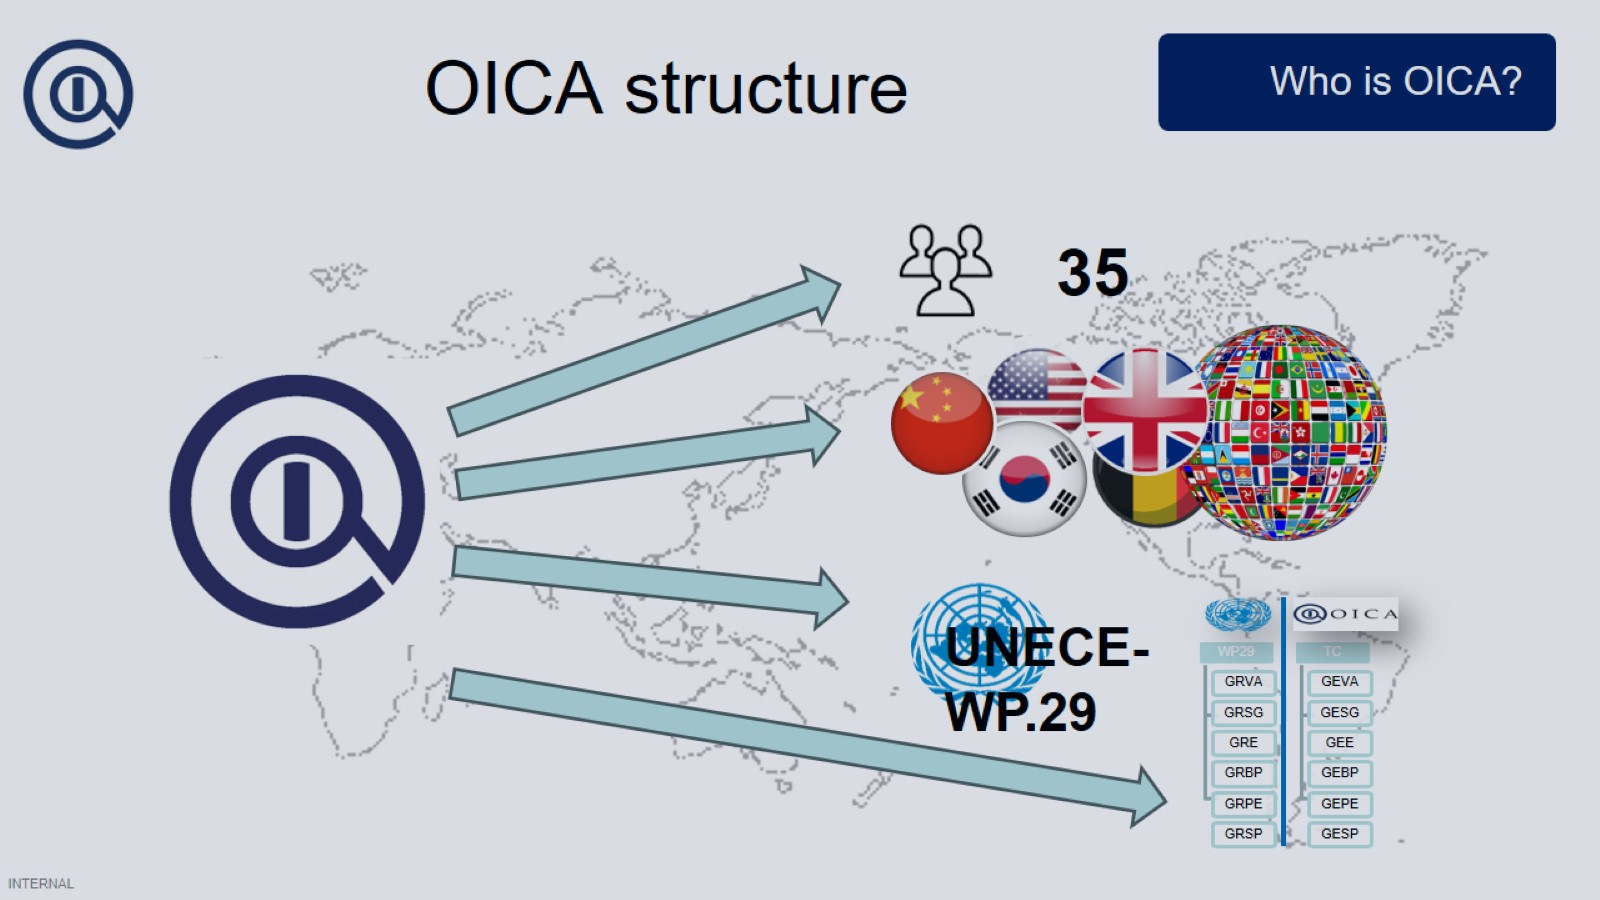 OICA structure
Who is OICA?
35
UNECE-
WP.29
OICA
WP29
TC
GRVA
GEVA
GRSG
GESG
GRE
GEE
GRBP
GEBP
GRPE
GEPE
GRSP
GESP
INTERNAL